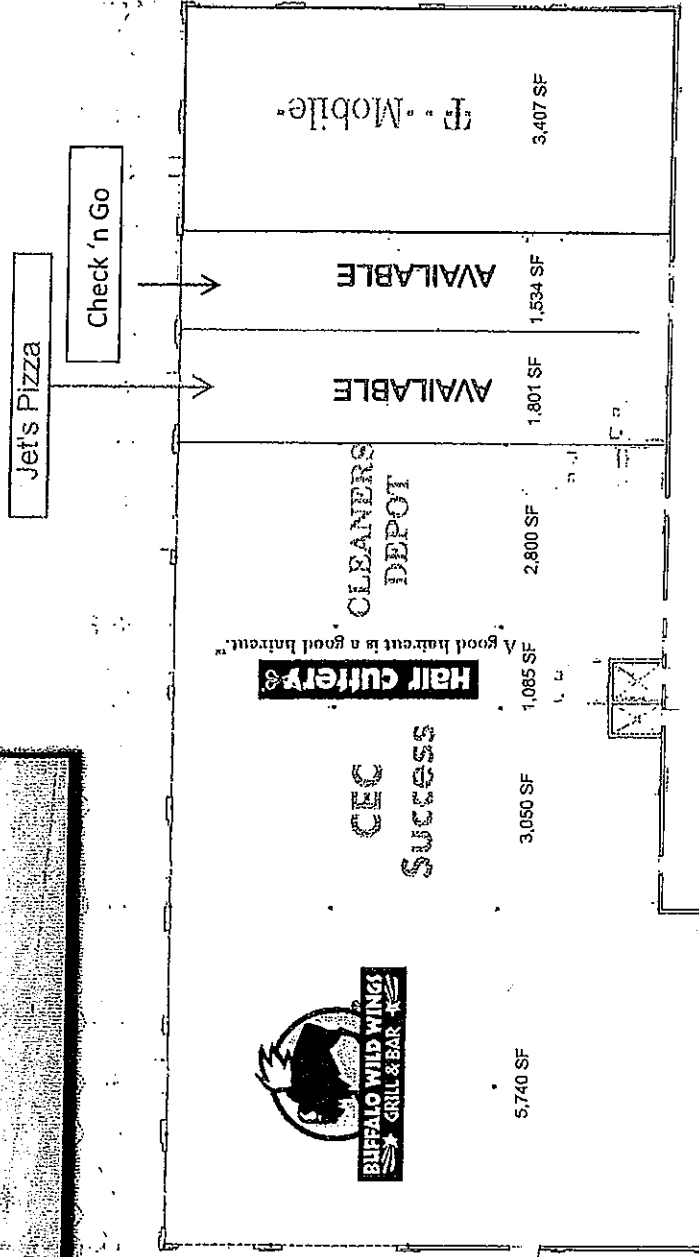 Jet's Pizza
Check 'n Go
T··Mobile·
3,407 SF
AVAILABLE
1,534 SF
AVAILABLE
1,801 SF
CLEANERS
DEPOT
2,800 SF
A good haircut is a good haircut.℠
Hair Cuttery
1,085 SF
CEC
Success
3,050 SF
BUFFALO WILD WINGS
GRILL & BAR
5,740 SF